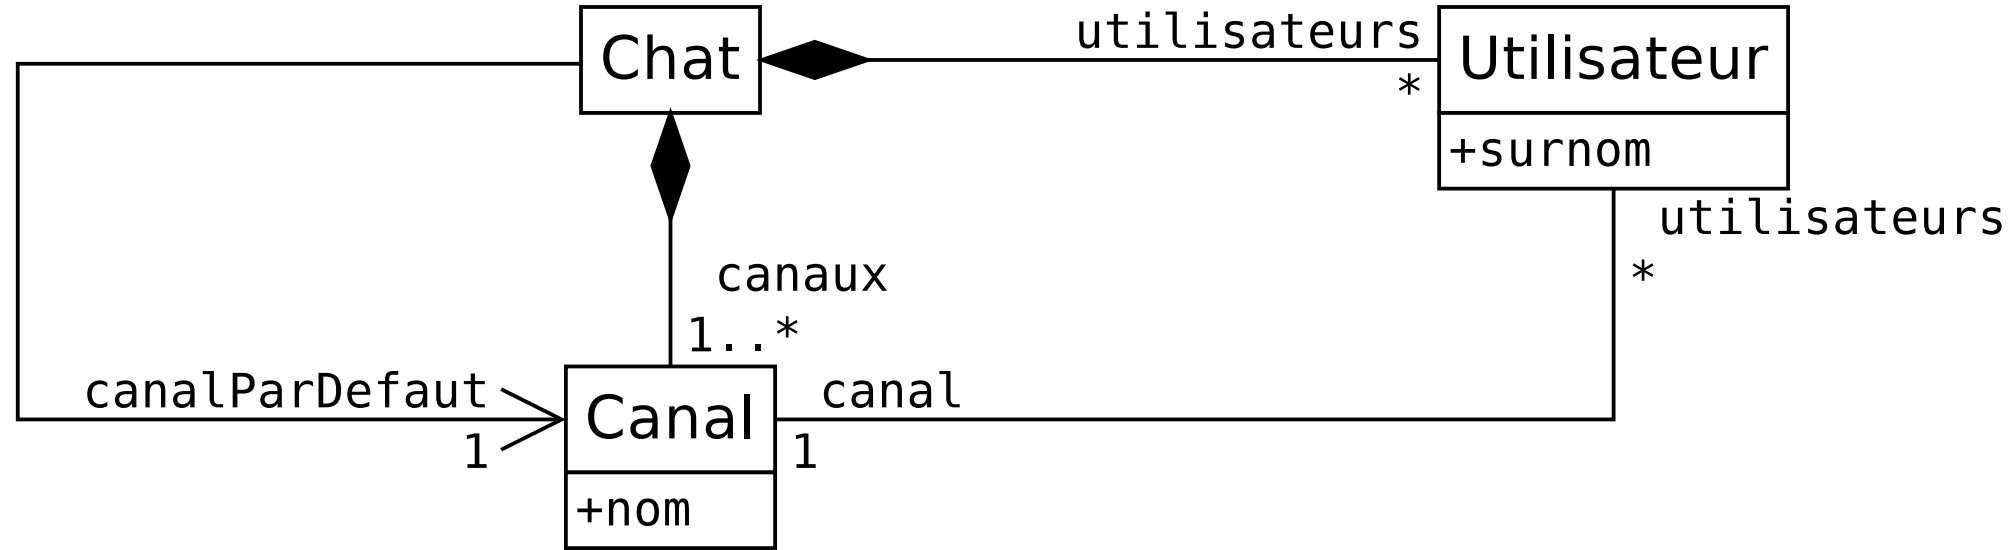 Chat
utilisateurs
*
Utilisateur
+surnom
utilisateurs
*
canaux
1..*
canalParDefaut
1
Canal
+nom
canal
1